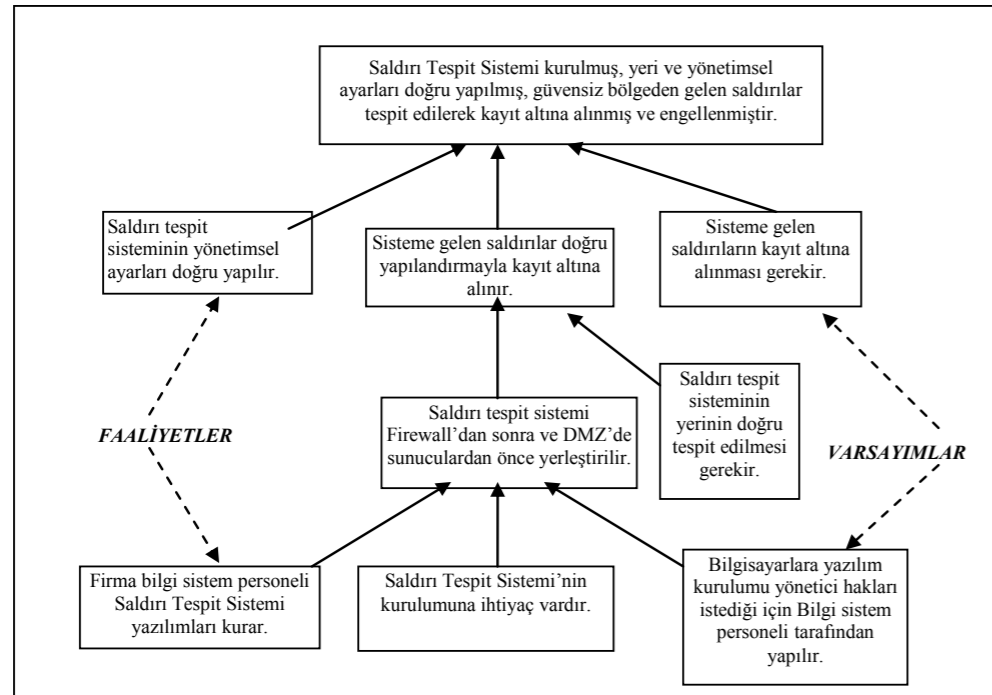 Saldırı Tespit Sistemi kurulmuş, yeri ve yönetimsel
ayarları doğru yapılmış, güvensiz bölgeden gelen saldırılar
tespit edilerek kayıt altına alınmış ve engellenmiştir.
Saldırı tespit
sisteminin yönetimsel
ayarları doğru yapılır.
Sisteme gelen saldırılar doğru
yapılandırmayla kayıt altına
alınır.
Sisteme gelen
saldırıların kayıt altına
alınması gerekir.
FAALİYETLER
Saldırı tespit sistemi
Firewall’dan sonra ve DMZ’de
sunuculardan önce yerleştirilir.
Saldırı tespit
sisteminin
yerinin doğru
tespit edilmesi
gerekir.
VARSAYIMLAR
Firma bilgi sistem personeli
Saldırı Tespit Sistemi
yazılımları kurar.
Saldırı Tespit Sistemi’nin
kurulumuna ihtiyaç vardır.
Bilgisayarlara yazılım
kurulumu yönetici hakları
istediği için Bilgi sistem
personeli tarafından
yapılır.